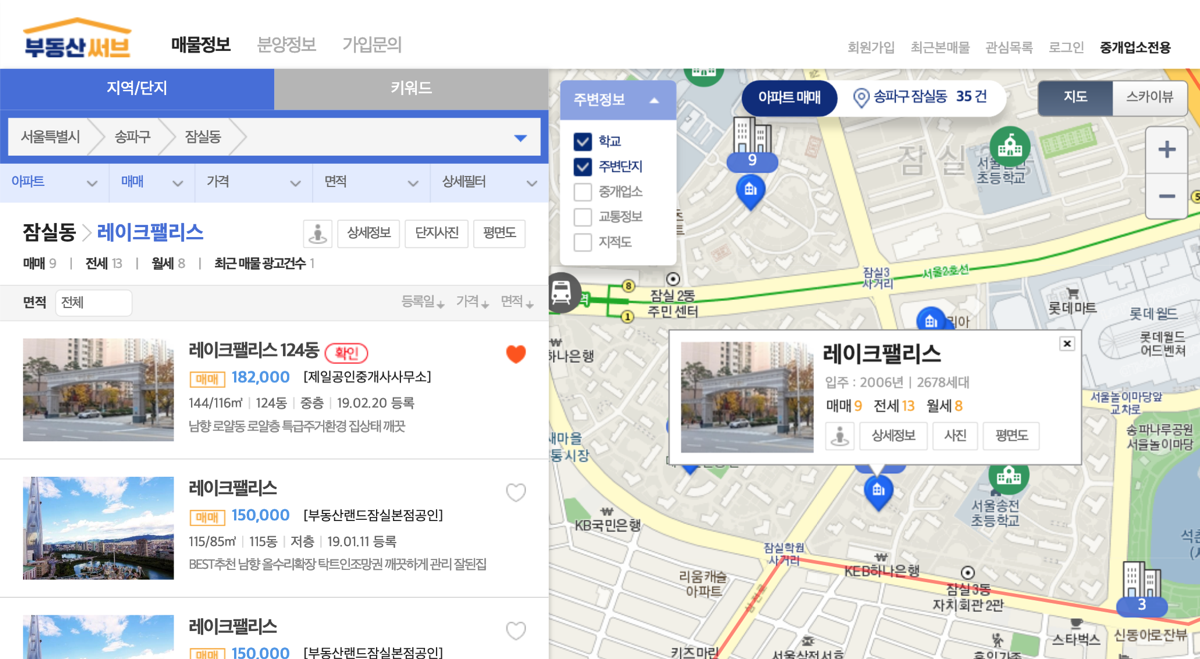 부동산써브
매물정보 분양정보 가입문의
회원가입 최근본매물 관심목록 로그인 중개업소전용
지역/단지 키워드
서울특별시 송파구 잠실동
아파트 매매 가격 면적 상세필터
잠실동 레이크팰리스
상세정보 단지사진 평면도
매매 9 | 전세 13 | 월세 8 | 최근 매물 광고건수 1
면적 전체
등록일 가격 면적
레이크팰리스 124동 확인
매매 182,000 [제일공인중개사사무소]
144/116㎡ | 124동 | 중층 | 19.02.20 등록
남향 로얄동 로얄층 특급주거환경 집상태 깨끗
레이크팰리스
매매 150,000 [부동산랜드잠실본점공인]
115/85㎡ | 115동 | 저층 | 19.01.11 등록
BEST추천 남향 올수리확장 탁트인조망권 깨끗하게 관리 잘된집
레이크팰리스
매매 150,000 [부동산랜드잠실본점공인]
주변정보
학교
주변단지
중개업소
교통정보
지적도
아파트 매매 송파구 잠실동 35 건
지도 스카이뷰
9
잠실
초등학교
잠실3
사거리
서울2호선
8
1
5
잠실 2동
주민 센터
롯데마트
롯데월드
롯데월드
어드벤쳐
하나은행
레이크팰리스
입주 : 2006년 | 2678세대
매매 9 전세 13 월세 8
상세정보 사진 평면도
서울놀이마당앞
교차로
송파나루공원
서울놀이마당
새마을
통시장
서울송전
초등학교
KB국민은행
잠실학원
사거리
KEB하나은행
리움캐슬
아파트
잠실3동
자치회관 2관
3
스타벅스
신동아로잔뷰
키즈마린
서울삼전서호